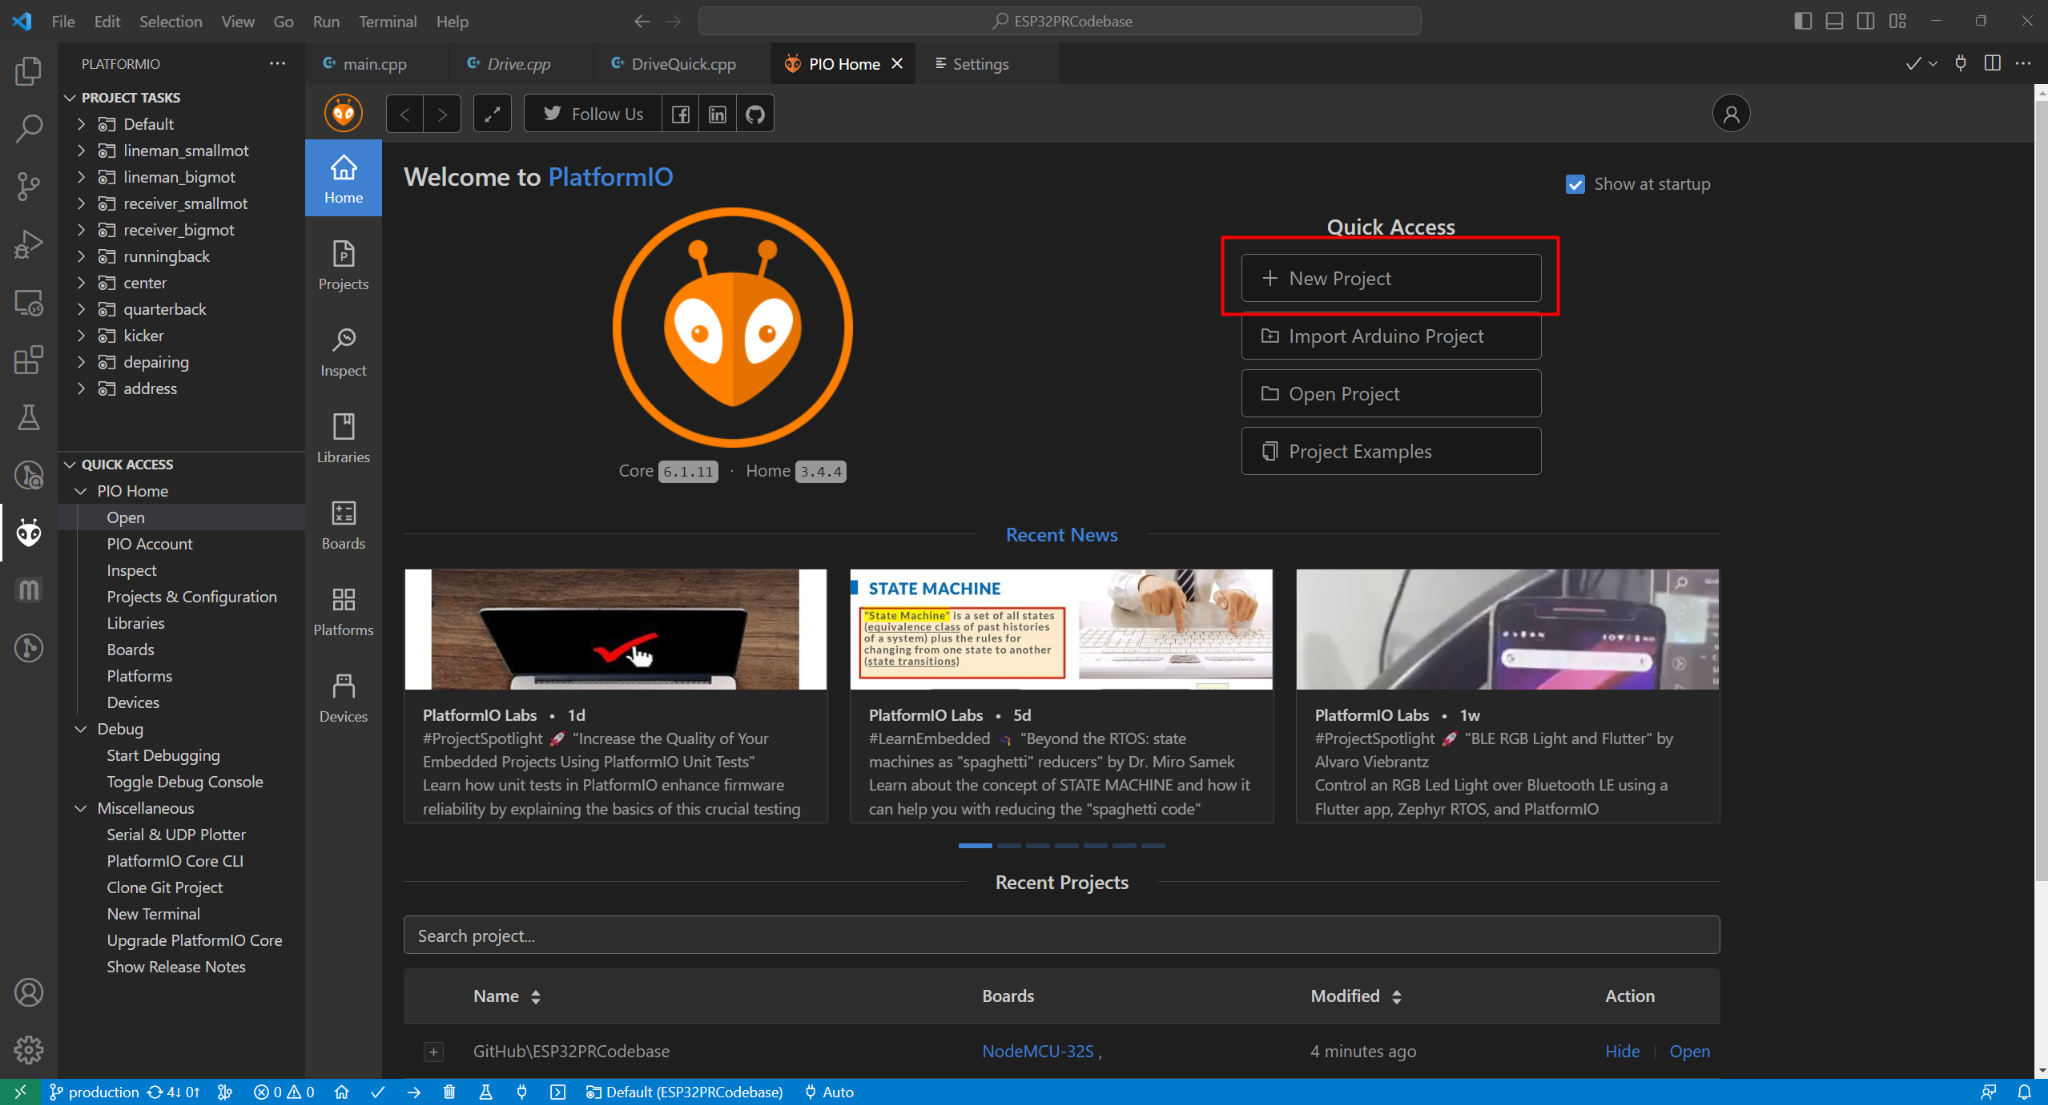 File Edit Selection View Go Run Terminal Help
ESP32PRCodebase
PLATFORMIO
main.cpp
Drive.cpp
DriveQuick.cpp
PIO Home
Settings
PROJECT TASKS
Default
lineman_smallmot
lineman_bigmot
receiver_smallmot
receiver_bigmot
runningback
center
quarterback
kicker
depairing
address
QUICK ACCESS
PIO Home
Open
PIO Account
Inspect
Projects & Configuration
Libraries
Boards
Platforms
Devices
Debug
Start Debugging
Toggle Debug Console
Miscellaneous
Serial & UDP Plotter
PlatformIO Core CLI
Clone Git Project
New Terminal
Upgrade PlatformIO Core
Show Release Notes
Follow Us
Home
Projects
Inspect
Libraries
Boards
Platforms
Devices
Welcome to PlatformIO
Show at startup
Core 6.1.11 · Home 3.4.4
Quick Access
New Project
Import Arduino Project
Open Project
Project Examples
Recent News
PlatformIO Labs • 1d
#ProjectSpotlight 🚀 "Increase the Quality of Your
Embedded Projects Using PlatformIO Unit Tests"
Learn how unit tests in PlatformIO enhance firmware
reliability by explaining the basics of this crucial testing
STATE MACHINE
"State Machine" is a set of all states
(equivalence class of past histories
of a system) plus the rules for
changing from one state to another
(state transitions)
PlatformIO Labs • 5d
#LearnEmbedded "Beyond the RTOS: state
machines as "spaghetti" reducers" by Dr. Miro Samek
Learn about the concept of STATE MACHINE and how it
can help you with reducing the "spaghetti code"
PlatformIO Labs • 1w
#ProjectSpotlight 🚀 "BLE RGB Light and Flutter" by
Alvaro Viebrantz
Control an RGB Led Light over Bluetooth LE using a
Flutter app, Zephyr RTOS, and PlatformIO
Recent Projects
Search project...
Name Boards Modified Action
GitHub\ESP32PRCodebase NodeMCU-32S , 4 minutes ago Hide Open
production 4↓ 0↑ 0 0 Default (ESP32PRCodebase) Auto